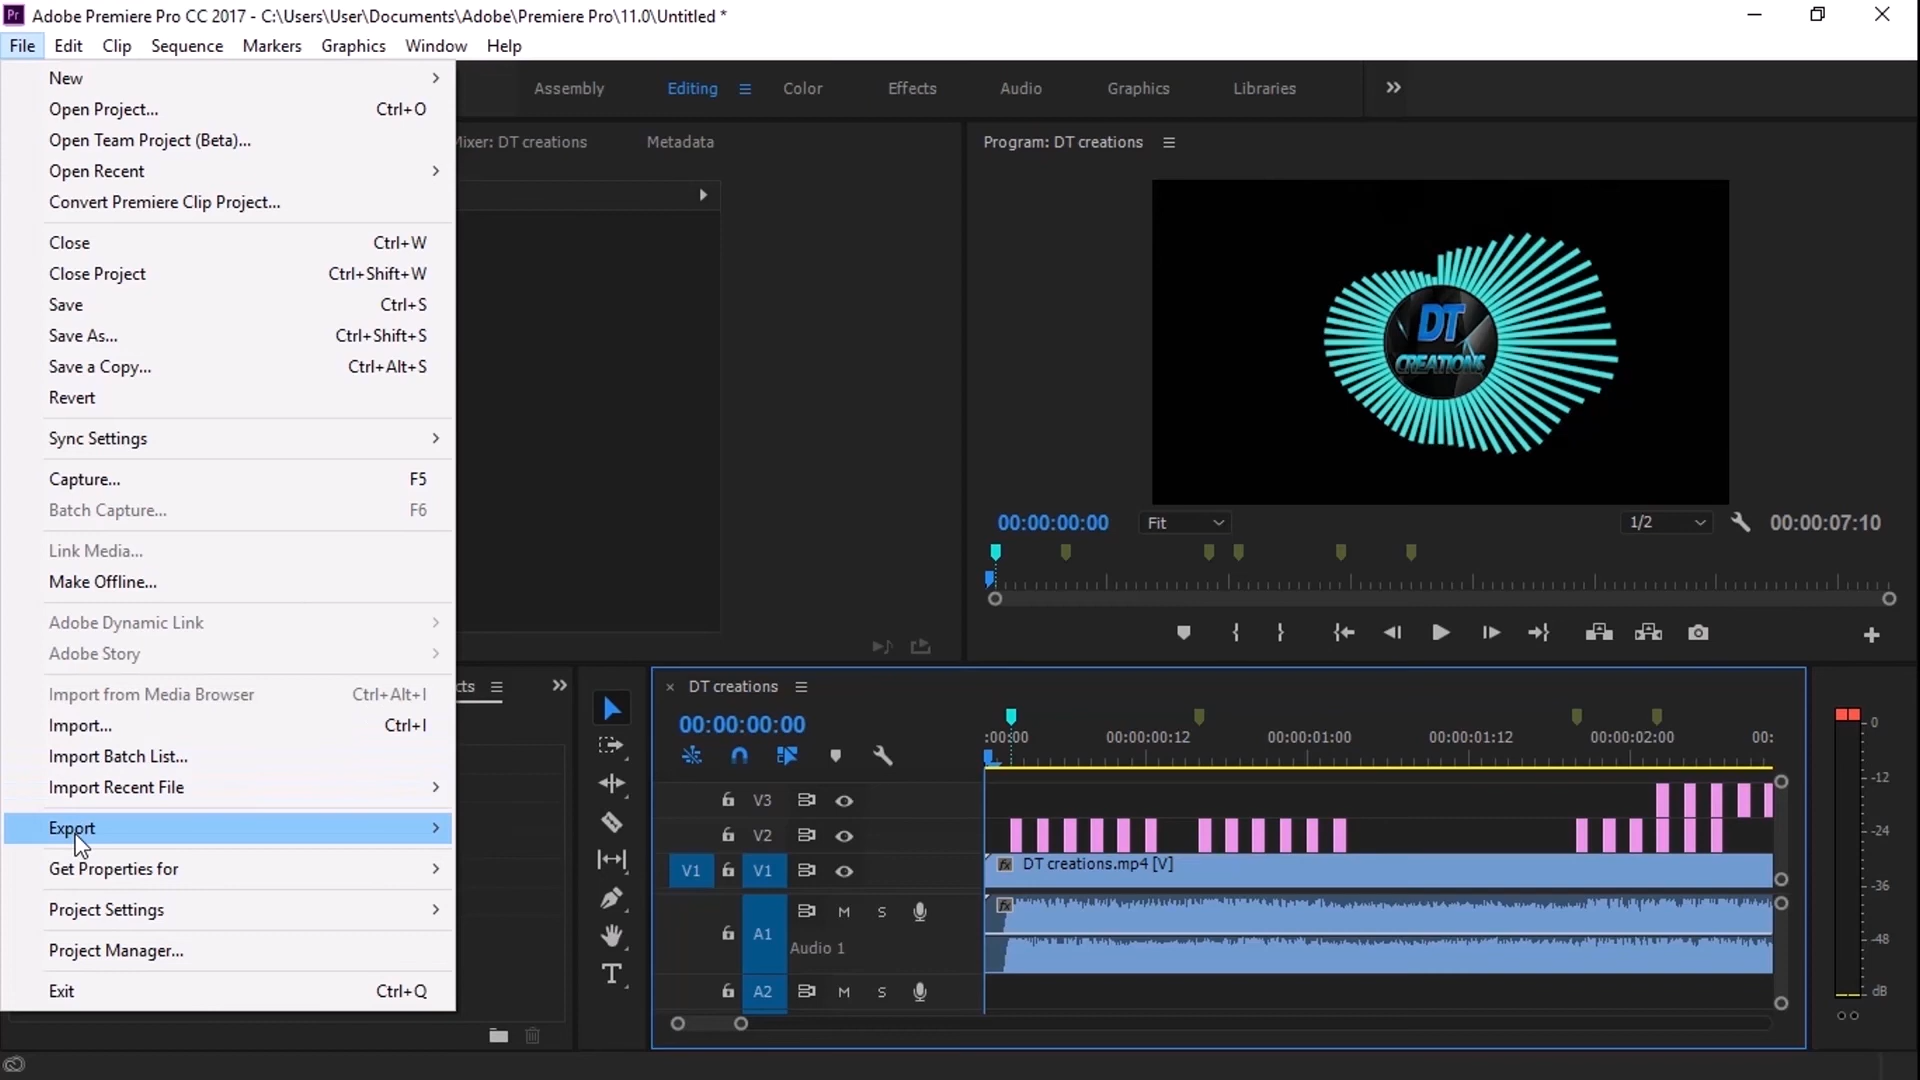 Pr Adobe Premiere Pro CC 2017 - C:\Users\User\Documents\Adobe\Premiere Pro\11.0\Untitled *
File Edit Clip Sequence Markers Graphics Window Help
Assembly Editing Color Effects Audio Graphics Libraries
New
Open Project... Ctrl+O
Open Team Project (Beta)...
Open Recent
Convert Premiere Clip Project...
Close Ctrl+W
Close Project Ctrl+Shift+W
Save Ctrl+S
Save As... Ctrl+Shift+S
Save a Copy... Ctrl+Alt+S
Revert
Sync Settings
Capture... F5
Batch Capture... F6
Link Media...
Make Offline...
Adobe Dynamic Link
Adobe Story
Import from Media Browser Ctrl+Alt+I
Import... Ctrl+I
Import Batch List...
Import Recent File
Export
Get Properties for
Project Settings
Project Manager...
Exit Ctrl+Q
Mixer: DT creations Metadata
Program: DT creations
DT
CREATIONS
00:00:00:00 Fit 1/2 00:00:07:10
cts
DT creations
00:00:00:00
:00:00 00:00:00:12 00:00:01:00 00:00:01:12 00:00:02:00 00:
V3
V2
V1 V1 fx DT creations.mp4 [V]
A1 M S fx
Audio 1
A2 M S
0
-12
-24
-36
-48
dB